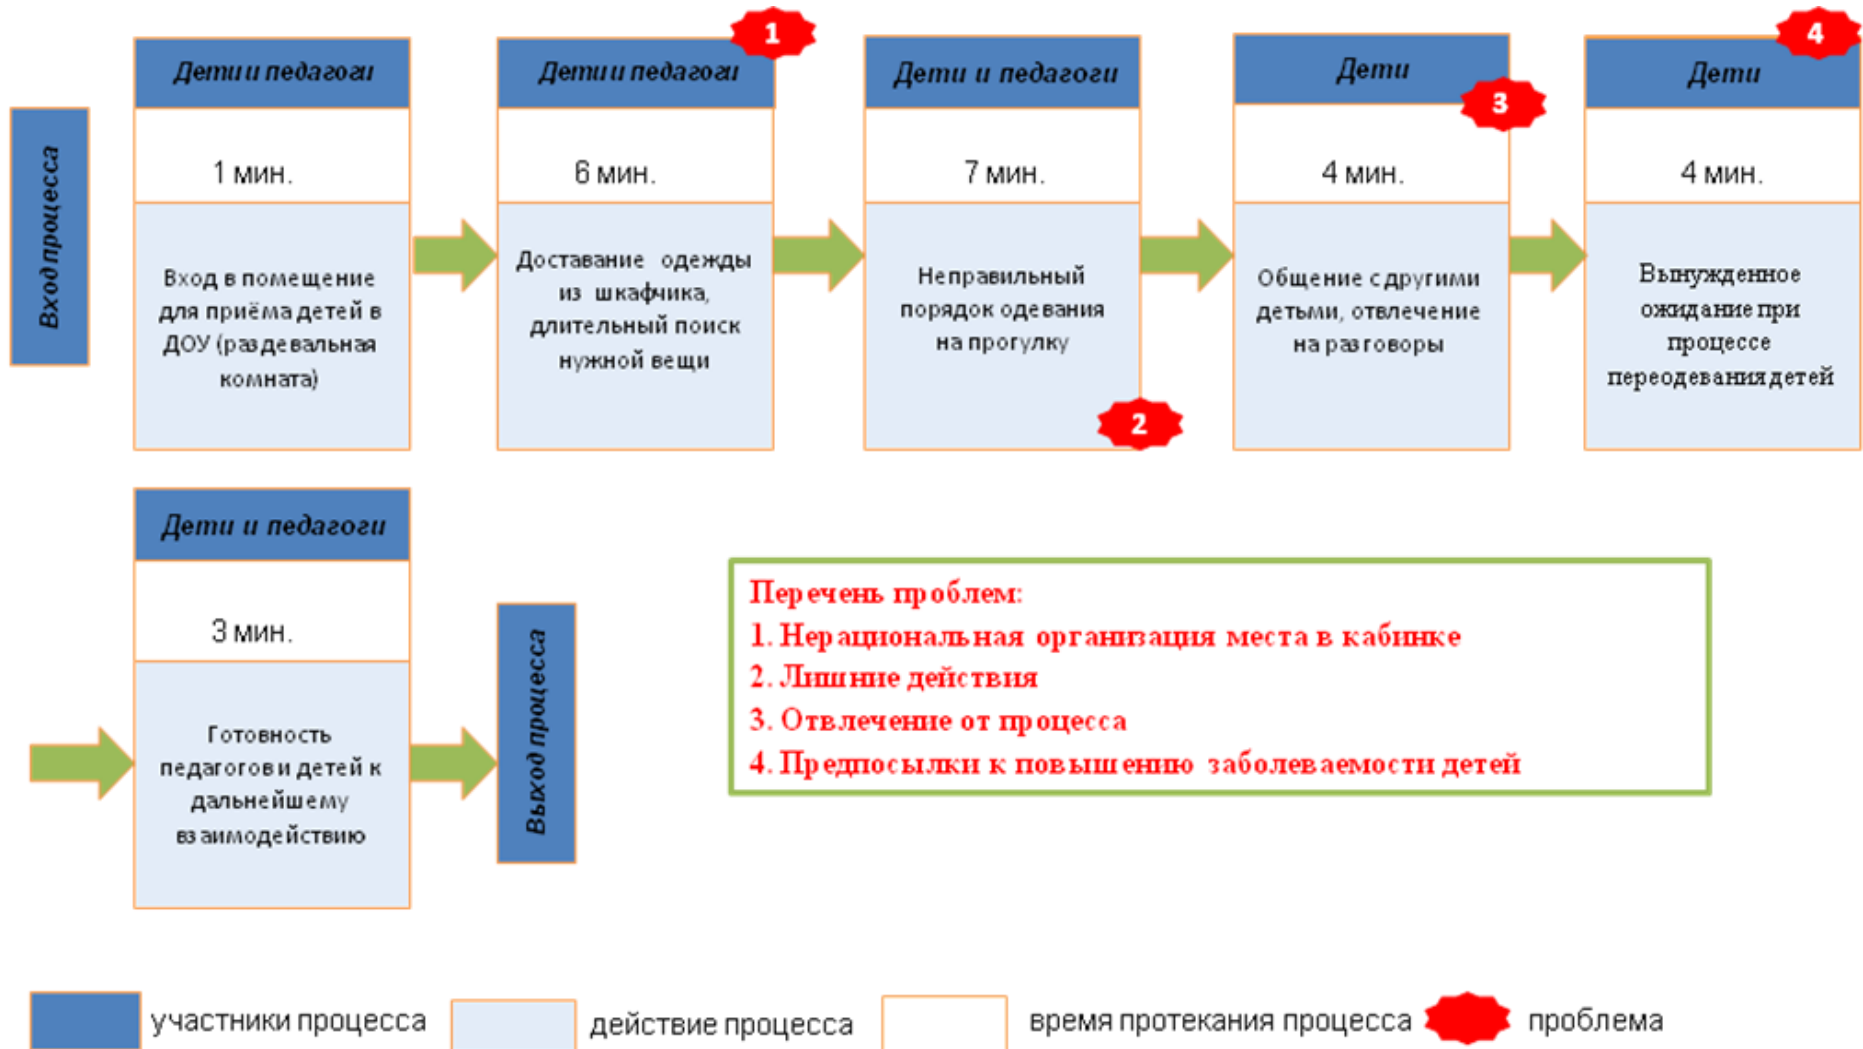 Вход процесса
Дети и педагоги
1 мин.
Вход в помещение
для приёма детей в
ДОУ (раздевальная
комната)
1
Дети и педагоги
6 мин.
Доставание одежды
из шкафчика,
длительный поиск
нужной вещи
Дети и педагоги
7 мин.
Неправильный
порядок одевания
на прогулку
2
Дети
3
4 мин.
Общение с другими
детьми, отвлечение
на разговоры
4
Дети
4 мин.
Вынужденное
ожидание при
процессе
переодевания детей
Дети и педагоги
3 мин.
Готовность
педагогов и детей к
дальнейшему
взаимодействию
Выход процесса
Перечень проблем:
1. Нерациональная организация места в кабинке
2. Лишние действия
3. Отвлечение от процесса
4. Предпосылки к повышению заболеваемости детей
участники процесса
действие процесса
время протекания процесса
проблема